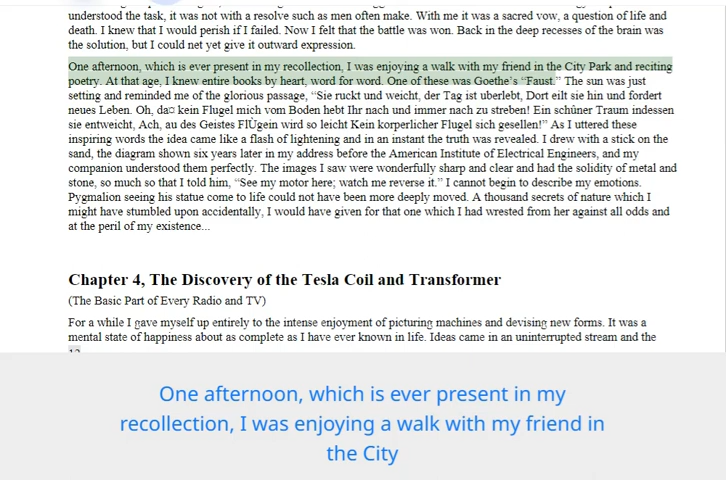 understood the task, it was not with a resolve such as men often make. With me it was a sacred vow, a question of life and
death. I knew that I would perish if I failed. Now I felt that the battle was won. Back in the deep recesses of the brain was
the solution, but I could not yet give it outward expression.
One afternoon, which is ever present in my recollection, I was enjoying a walk with my friend in the City Park and reciting
poetry. At that age, I knew entire books by heart, word for word. One of these was Goethe's “Faust.” The sun was just
setting and reminded me of the glorious passage, “Sie ruckt und weicht, der Tag ist uberlebt, Dort eilt sie hin und fordert
neues Leben. Oh, da¤ kein Flugel mich vom Boden hebt Ihr nach und immer nach zu streben! Ein schüner Traum indessen
sie entweicht, Ach, au des Geistes FlÜgein wird so leicht Kein korperlicher Flugel sich gesellen!” As I uttered these
inspiring words the idea came like a flash of lightening and in an instant the truth was revealed. I drew with a stick on the
sand, the diagram shown six years later in my address before the American Institute of Electrical Engineers, and my
companion understood them perfectly. The images I saw were wonderfully sharp and clear and had the solidity of metal and
stone, so much so that I told him, “See my motor here; watch me reverse it.” I cannot begin to describe my emotions.
Pygmalion seeing his statue come to life could not have been more deeply moved. A thousand secrets of nature which I
might have stumbled upon accidentally, I would have given for that one which I had wrested from her against all odds and
at the peril of my existence...
Chapter 4, The Discovery of the Tesla Coil and Transformer
(The Basic Part of Every Radio and TV)
For a while I gave myself up entirely to the intense enjoyment of picturing machines and devising new forms. It was a
mental state of happiness about as complete as I have ever known in life. Ideas came in an uninterrupted stream and the
One afternoon, which is ever present in my
recollection, I was enjoying a walk with my friend in
the City